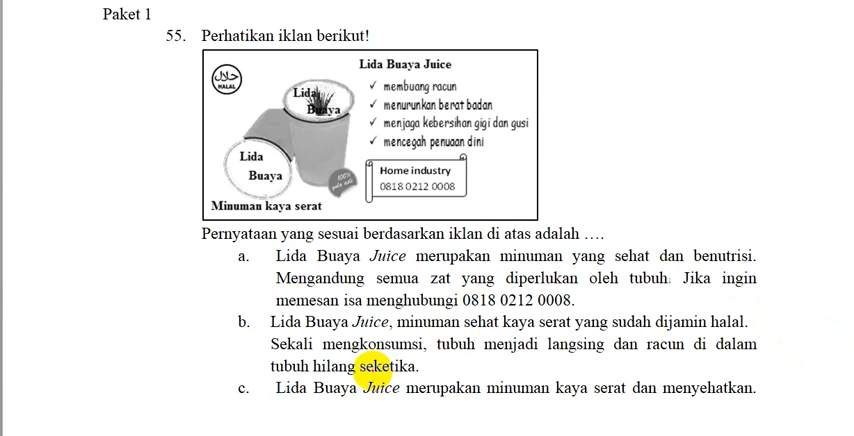 Paket 1
55. Perhatikan iklan berikut!
Lida Buaya Juice
حلال
HALAL
✓ membuang racun
Lida
Buaya
✓ menurunkan berat badan
✓ menjaga kebersihan gigi dan gusi
✓ mencegah penuaan dini
Lida
Buaya
100%
Home industry
0818 0212 0008
Minuman kaya serat
Pernyataan yang sesuai berdasarkan iklan di atas adalah ….
a. Lida Buaya Juice merupakan minuman yang sehat dan benutrisi.
Mengandung semua zat yang diperlukan oleh tubuh. Jika ingin
memesan isa menghubungi 0818 0212 0008.
b. Lida Buaya Juice, minuman sehat kaya serat yang sudah dijamin halal.
Sekali mengkonsumsi, tubuh menjadi langsing dan racun di dalam
tubuh hilang seketika.
c. Lida Buaya Juice merupakan minuman kaya serat dan menyehatkan.